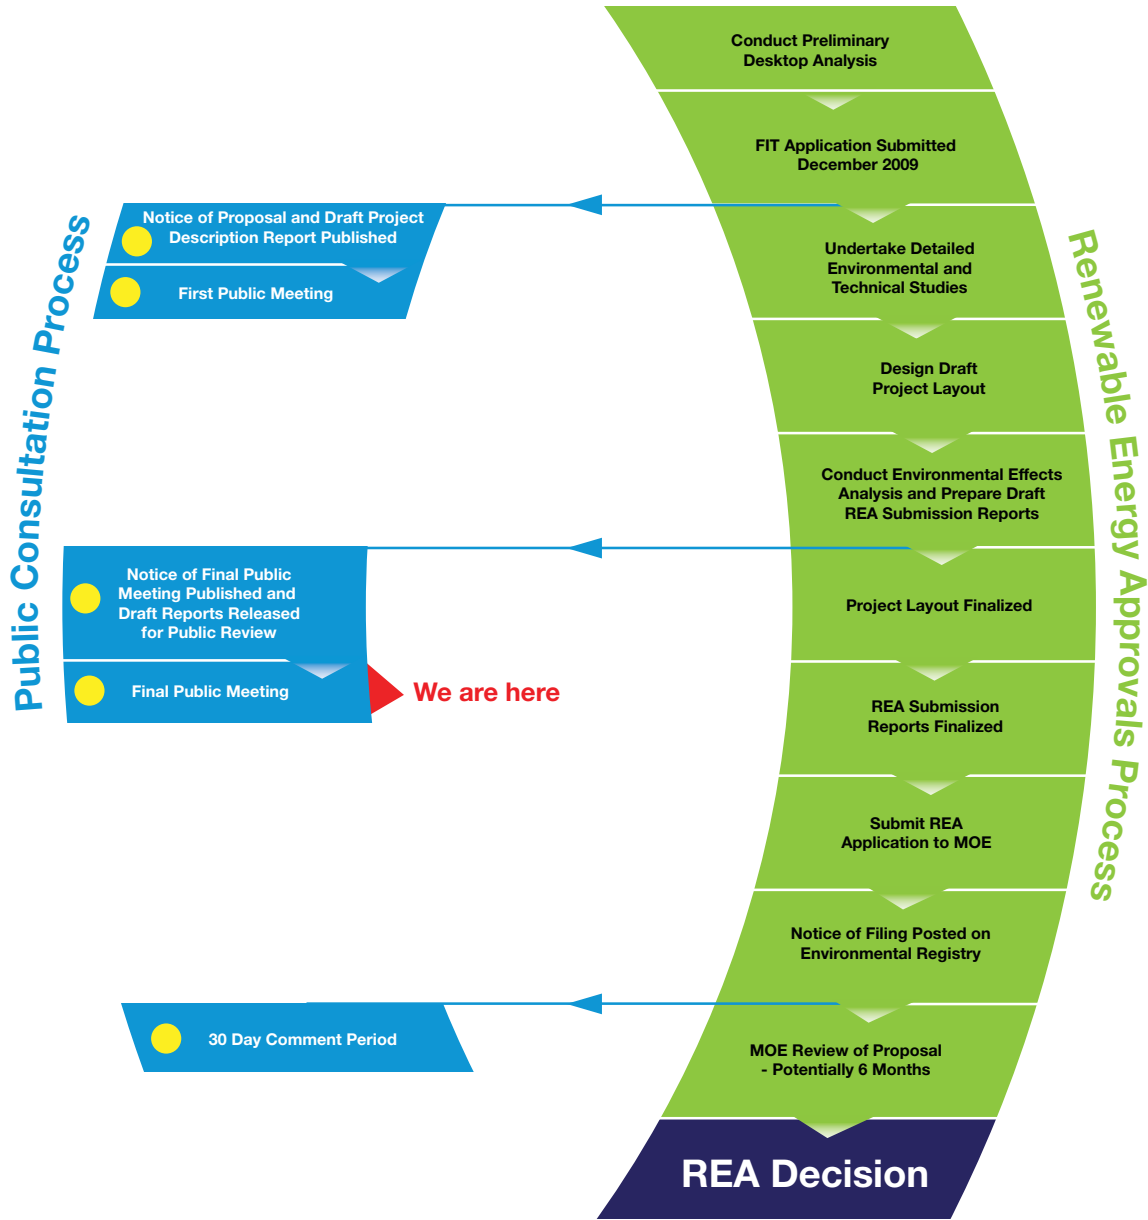 Conduct Preliminary
Desktop Analysis
FIT Application Submitted
December 2009
Notice of Proposal and Draft Project
Description Report Published
First Public Meeting
Undertake Detailed
Environmental and
Technical Studies
Design Draft
Project Layout
Conduct Environmental Effects
Analysis and Prepare Draft
REA Submission Reports
Notice of Final Public
Meeting Published and
Draft Reports Released
for Public Review
Final Public Meeting
We are here
Project Layout Finalized
REA Submission
Reports Finalized
Submit REA
Application to MOE
Notice of Filing Posted on
Environmental Registry
30 Day Comment Period
MOE Review of Proposal
- Potentially 6 Months
REA Decision
Public Consultation Process
Renewable Energy Approvals Process